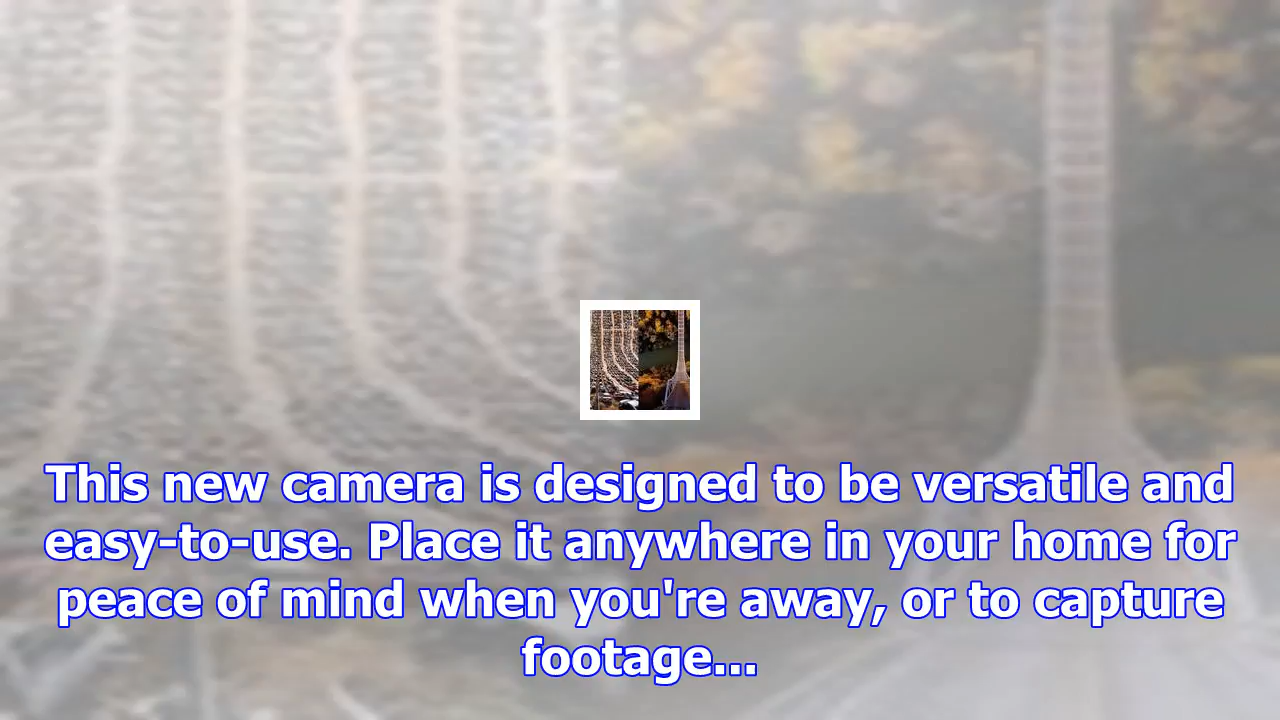 This new camera is designed to be versatile and
easy-to-use. Place it anywhere in your home for
peace of mind when you're away, or to capture
footage...